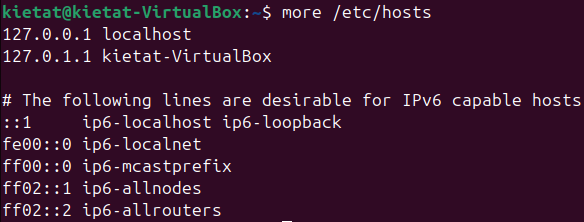 kietat@kietat-VirtualBox:~$ more /etc/hosts
127.0.0.1 localhost
127.0.1.1 kietat-VirtualBox
# The following lines are desirable for IPv6 capable hosts
::1     ip6-localhost ip6-loopback
fe00::0 ip6-localnet
ff00::0 ip6-mcastprefix
ff02::1 ip6-allnodes
ff02::2 ip6-allrouters